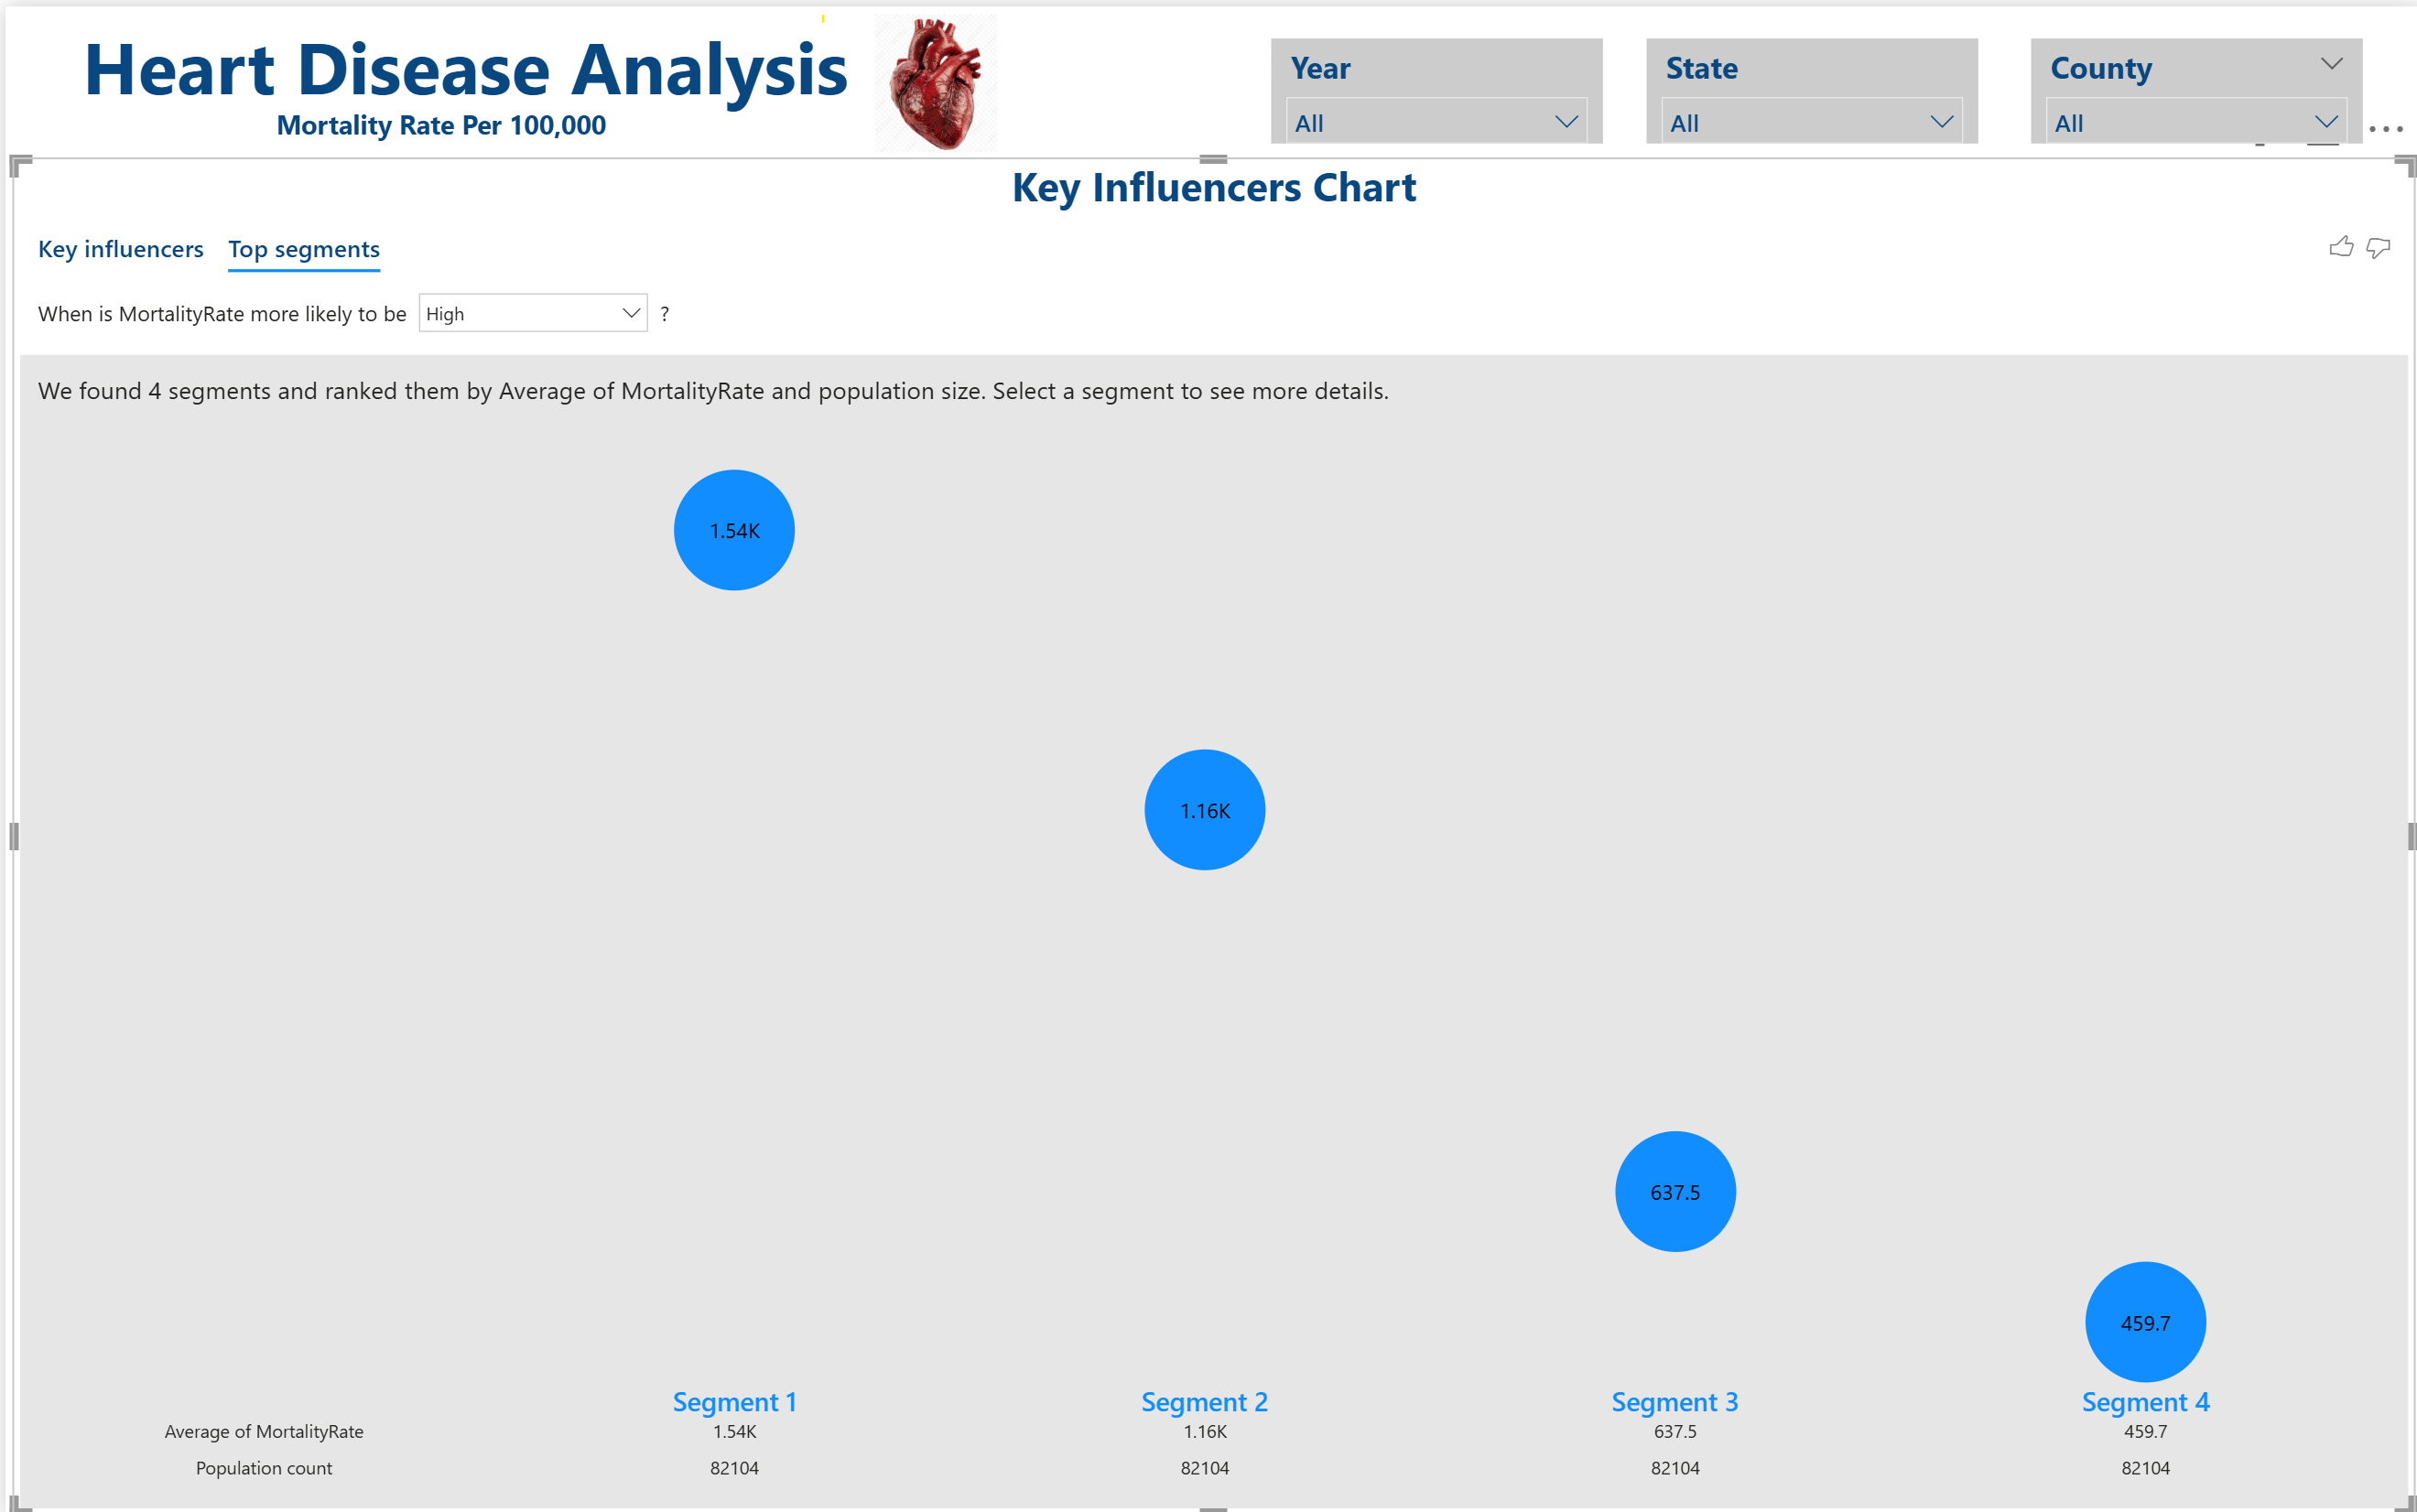 Heart Disease Analysis
Mortality Rate Per 100,000
Year
All
State
All
County
All
Key Influencers Chart
Key influencers Top segments
When is MortalityRate more likely to be High ?
We found 4 segments and ranked them by Average of MortalityRate and population size. Select a segment to see more details.
1.54K
1.16K
637.5
459.7
Segment 1 Segment 2 Segment 3 Segment 4
Average of MortalityRate 1.54K 1.16K 637.5 459.7
Population count 82104 82104 82104 82104